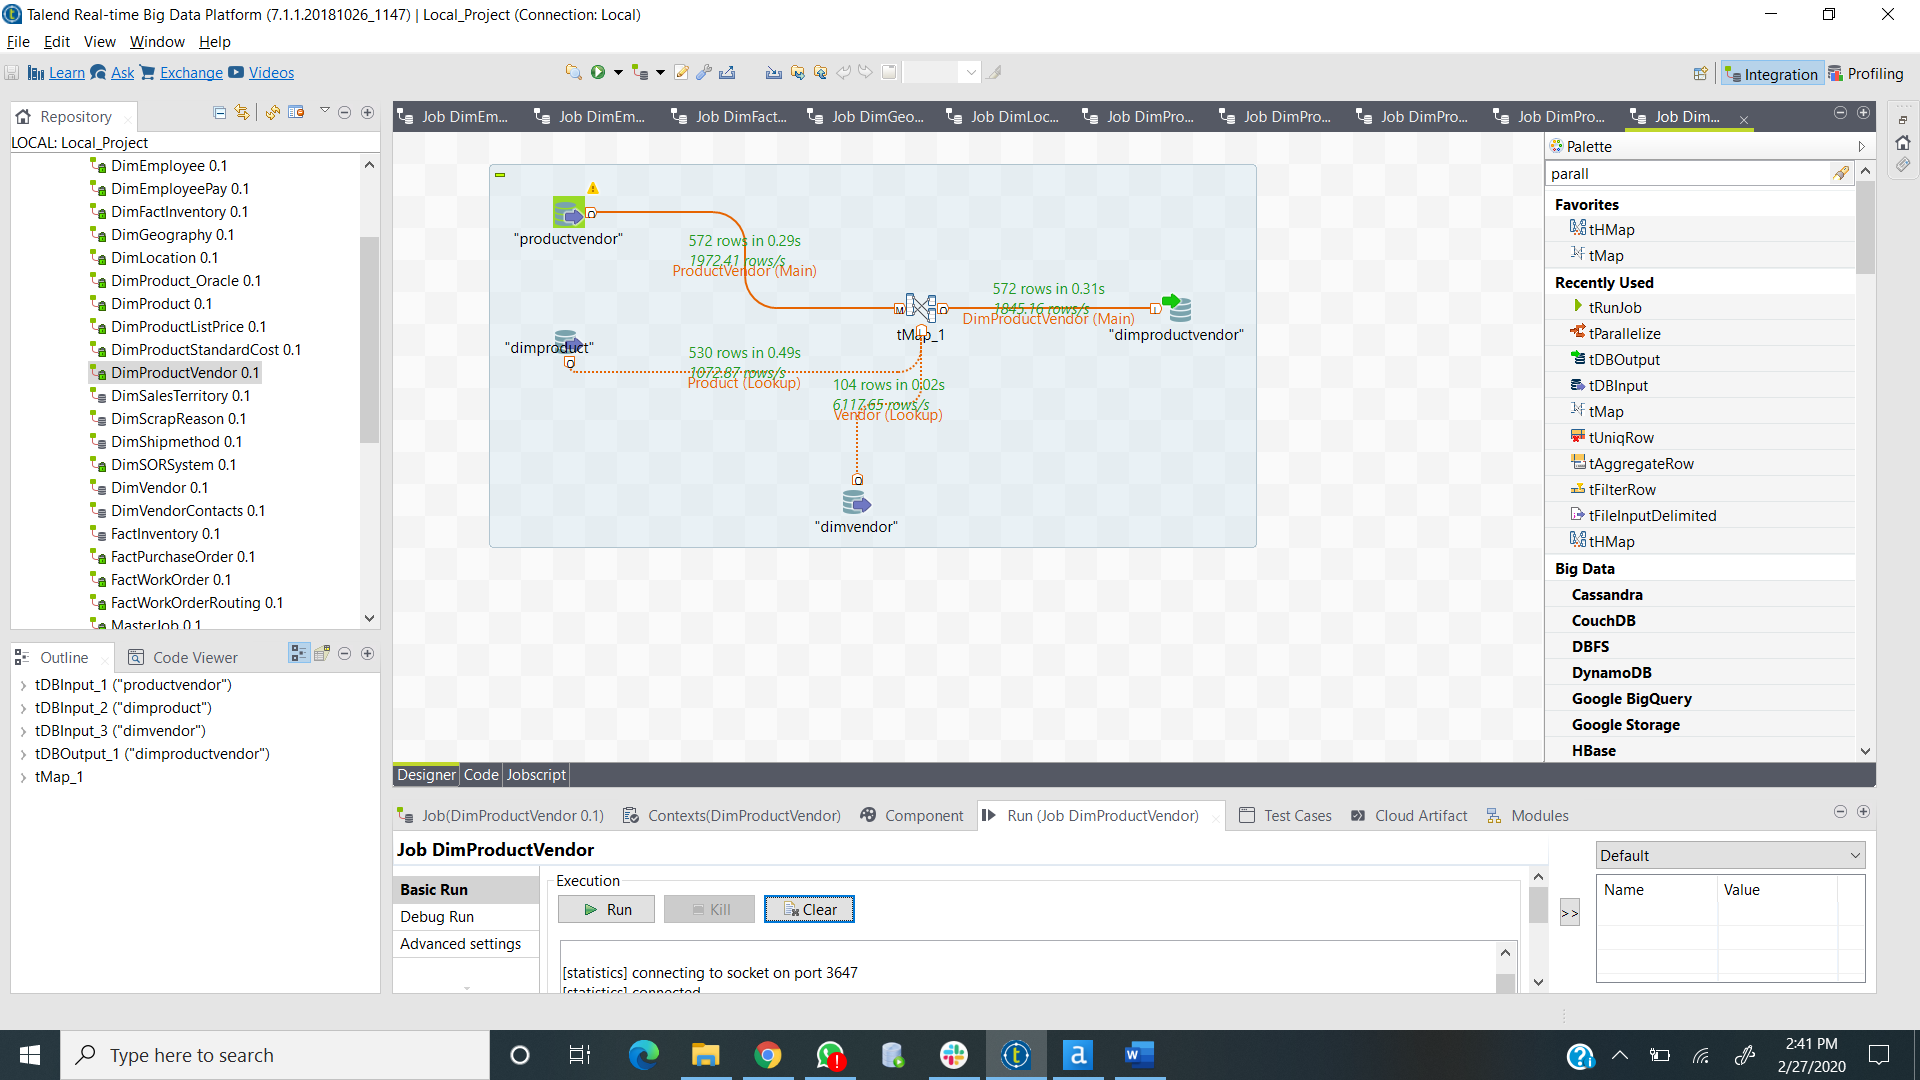 Talend Real-time Big Data Platform (7.1.1.20181026_1147) | Local_Project (Connection: Local)
File Edit View Window Help
Learn Ask Exchange Videos
Integration Profiling
Repository
LOCAL: Local_Project
DimEmployee 0.1
DimEmployeePay 0.1
DimFactInventory 0.1
DimGeography 0.1
DimLocation 0.1
DimProduct_Oracle 0.1
DimProduct 0.1
DimProductListPrice 0.1
DimProductStandardCost 0.1
DimProductVendor 0.1
DimSalesTerritory 0.1
DimScrapReason 0.1
DimShipmethod 0.1
DimSORSystem 0.1
DimVendor 0.1
DimVendorContacts 0.1
FactInventory 0.1
FactPurchaseOrder 0.1
FactWorkOrder 0.1
FactWorkOrderRouting 0.1
MasterJob 0.1
Outline Code Viewer
tDBInput_1 ("productvendor")
tDBInput_2 ("dimproduct")
tDBInput_3 ("dimvendor")
tDBOutput_1 ("dimproductvendor")
tMap_1
Job DimEm... Job DimEm... Job DimFact... Job DimGeo... Job DimLoc... Job DimPro... Job DimPro... Job DimPro... Job DimPro... Job Dim...
"productvendor"
572 rows in 0.29s
1972.41 rows/s
ProductVendor (Main)
572 rows in 0.31s
1845.16 rows/s
DimProductVendor (Main)
tMap_1
"dimproductvendor"
"dimproduct"
530 rows in 0.49s
1072.87 rows/s
Product (Lookup)
104 rows in 0.02s
6117.65 rows/s
Vendor (Lookup)
"dimvendor"
Palette
parall
Favorites
tHMap
tMap
Recently Used
tRunJob
tParallelize
tDBOutput
tDBInput
tMap
tUniqRow
tAggregateRow
tFilterRow
tFileInputDelimited
tHMap
Big Data
Cassandra
CouchDB
DBFS
DynamoDB
Google BigQuery
Google Storage
HBase
Designer Code Jobscript
Job(DimProductVendor 0.1) Contexts(DimProductVendor) Component Run (Job DimProductVendor) Test Cases Cloud Artifact Modules
Job DimProductVendor
Basic Run
Debug Run
Advanced settings
Execution
Run Kill Clear
[statistics] connecting to socket on port 3647
[statistics] connected
>>
Default
Name Value
Type here to search
2:41 PM
2/27/2020